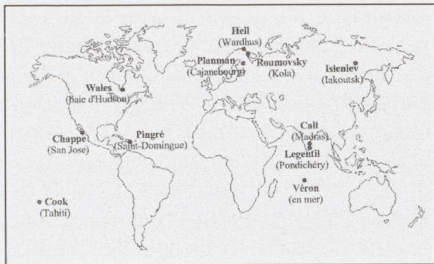 Hell
(Wardhus)
Planman
(Cajanebourg)
Roumovsky
(Kola)
Isteniev
(Iakoutsk)
Wales
(Baie d'Hudson)
Chappe
(San Jose)
Pingré
(Saint-Domingue)
Call
(Madras)
Legentil
(Pondichéry)
Véron
(en mer)
Cook
(Tahiti)